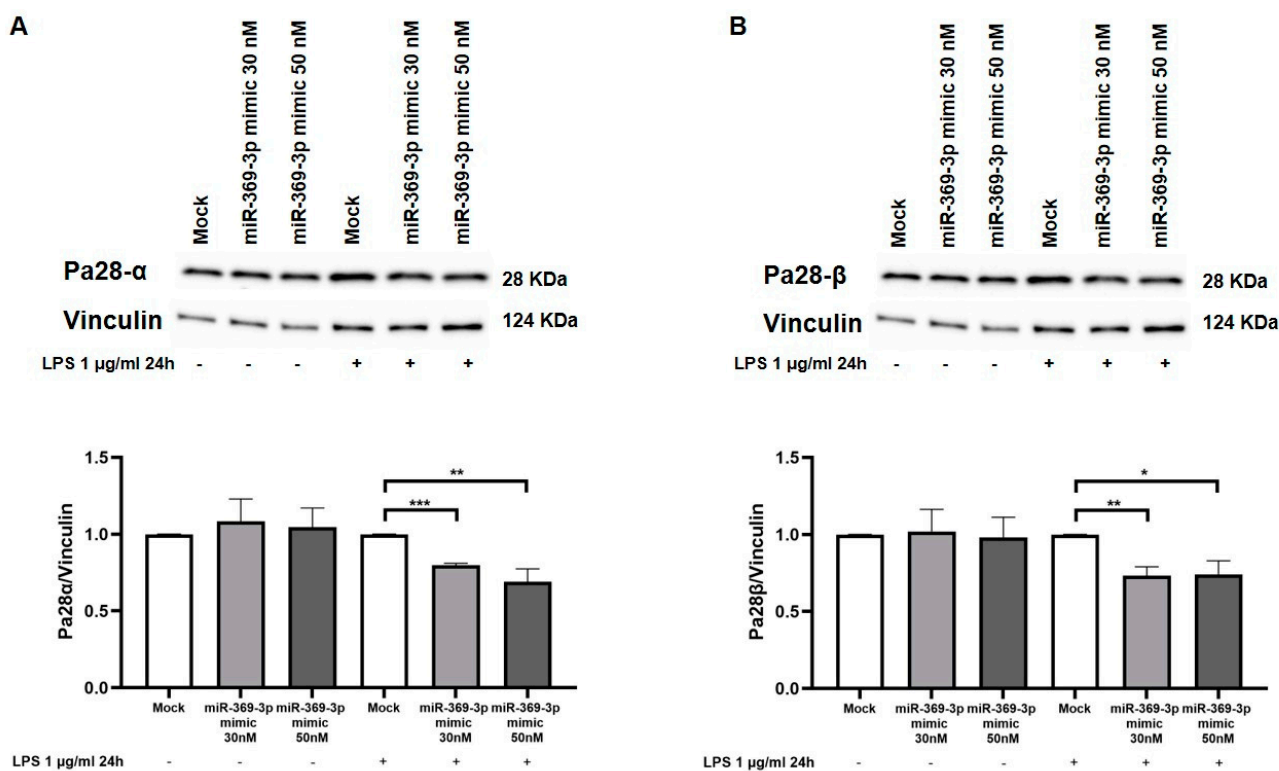 A
Mock
miR-369-3p mimic 30 nM
miR-369-3p mimic 50 nM
Mock
miR-369-3p mimic 30 nM
miR-369-3p mimic 50 nM
Pa28-α
28 KDa
Vinculin
124 KDa
LPS 1 µg/ml 24h - - - + + +
Pa28α/Vinculin
1.5
1.0
0.5
0.0
**
***
Mock
miR-369-3p
mimic
30nM
miR-369-3p
mimic
50nM
Mock
miR-369-3p
mimic
30nM
miR-369-3p
mimic
50nM
LPS 1 µg/ml 24h - - - + + +
B
Mock
miR-369-3p mimic 30 nM
miR-369-3p mimic 50 nM
Mock
miR-369-3p mimic 30 nM
miR-369-3p mimic 50 nM
Pa28-β
28 KDa
Vinculin
124 KDa
LPS 1 µg/ml 24h - - - + + +
Pa28β/Vinculin
1.5
1.0
0.5
0.0
*
**
Mock
miR-369-3p
mimic
30nM
miR-369-3p
mimic
50nM
Mock
miR-369-3p
mimic
30nM
miR-369-3p
mimic
50nM
LPS 1 µg/ml 24h - - - + + +